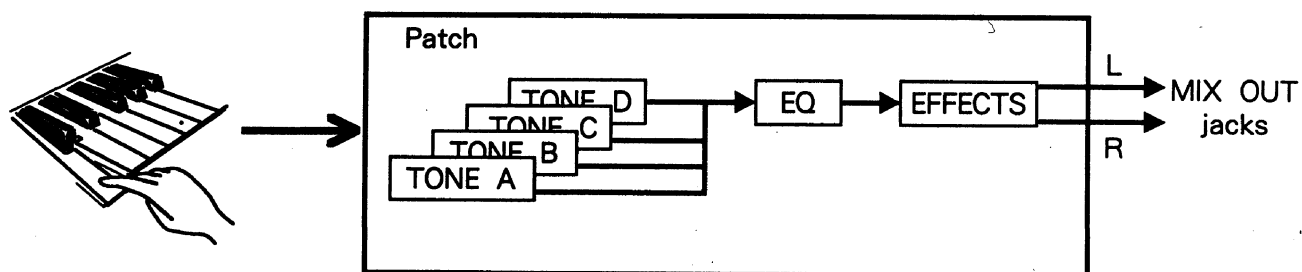 Patch
TONE D
TONE C
TONE B
TONE A
EQ
EFFECTS
L
R
MIX OUT
jacks